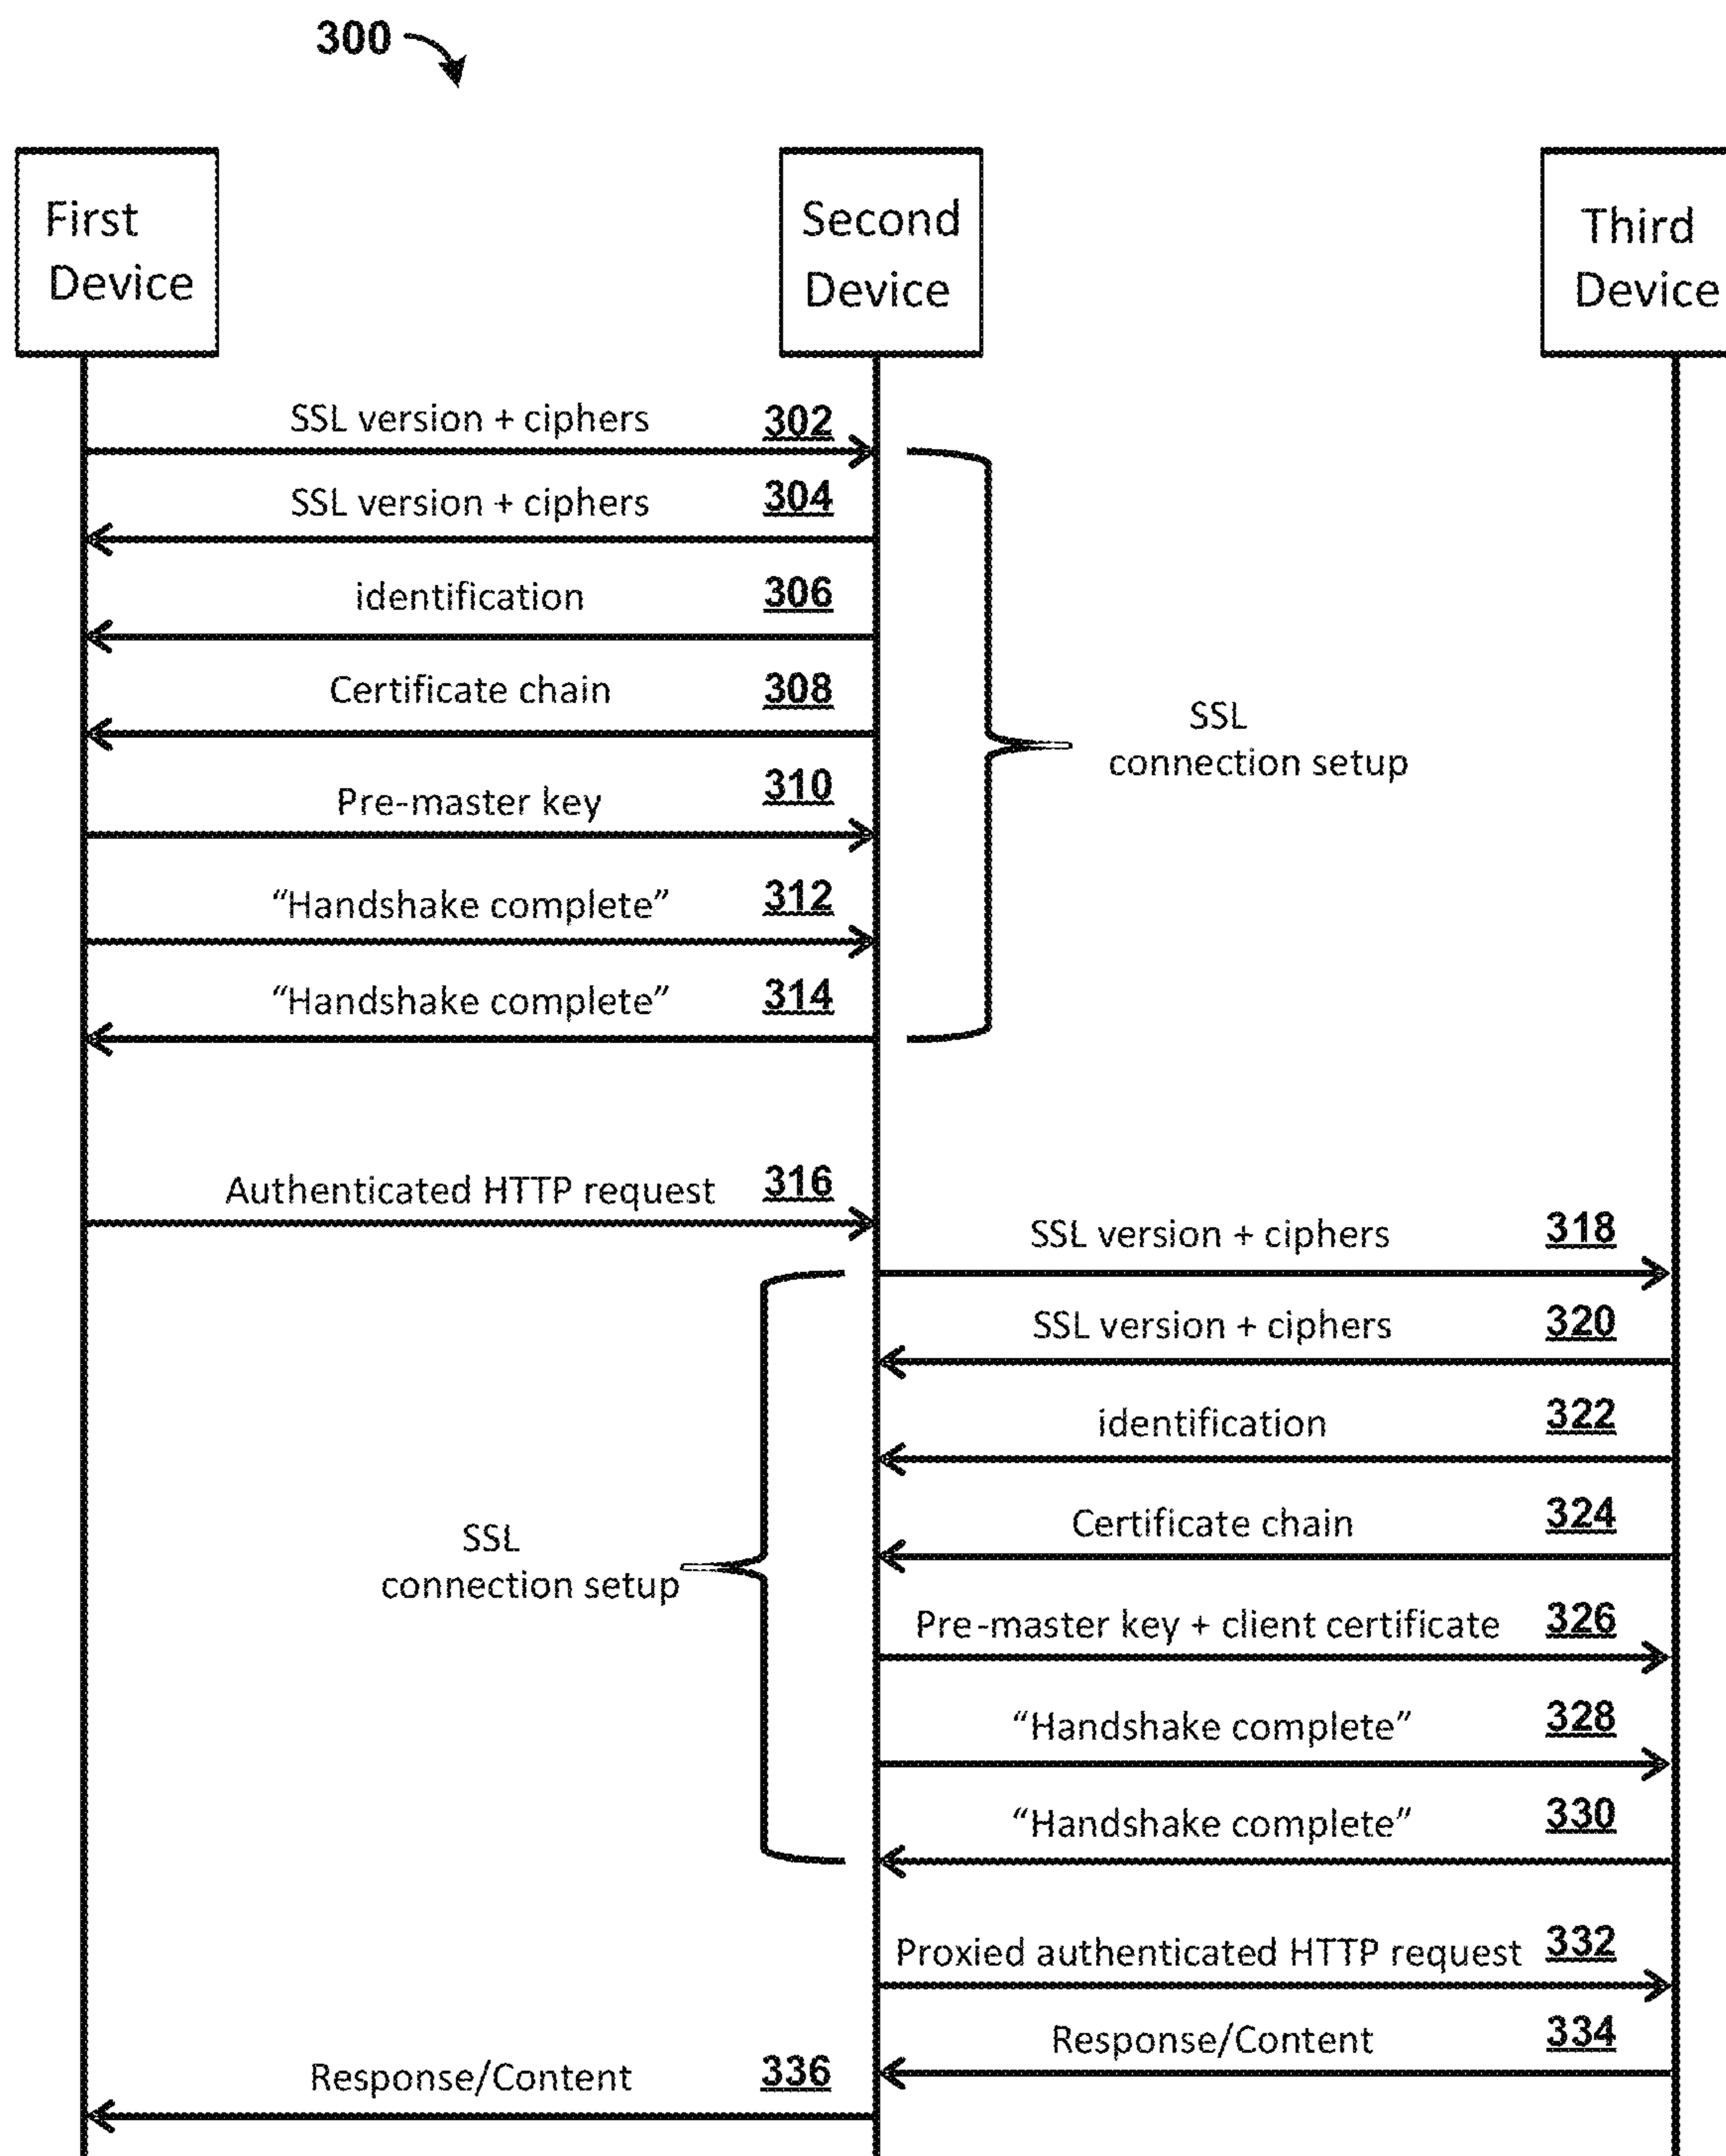 300
First
Device
Second
Device
Third
Device
SSL version + ciphers 302
SSL version + ciphers 304
identification 306
Certificate chain 308
SSL
connection setup
Pre-master key 310
“Handshake complete” 312
“Handshake complete” 314
Authenticated HTTP request 316
SSL version + ciphers 318
SSL version + ciphers 320
identification 322
Certificate chain 324
SSL
connection setup
Pre-master key + client certificate 326
“Handshake complete” 328
“Handshake complete” 330
Proxied authenticated HTTP request 332
Response/Content 334
Response/Content 336